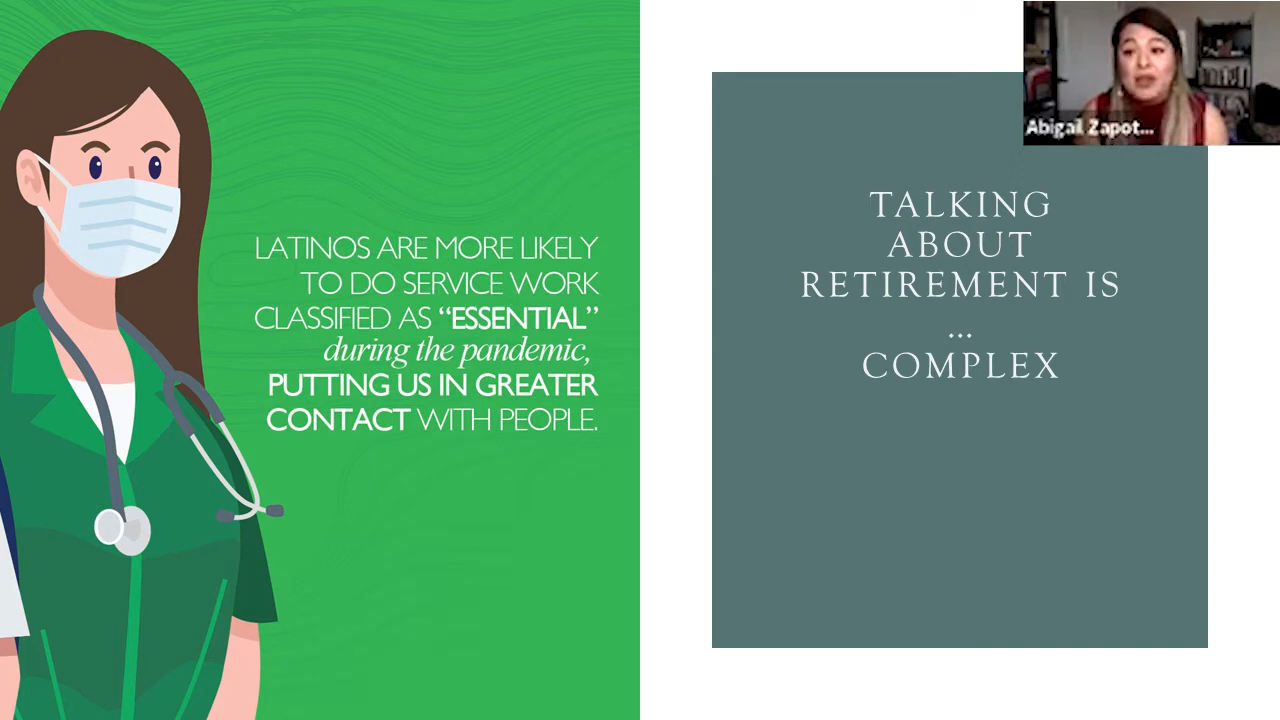 LATINOS ARE MORE LIKELY
TO DO SERVICE WORK
CLASSIFIED AS “ESSENTIAL”
during the pandemic,
PUTTING US IN GREATER
CONTACT WITH PEOPLE.
TALKING
ABOUT
RETIREMENT IS
...
COMPLEX
Abigail Zapot...